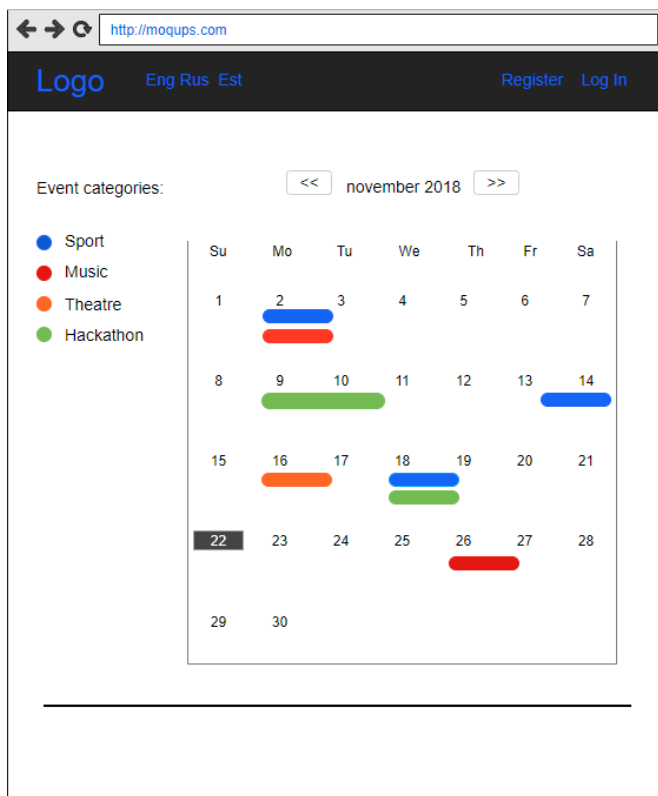 http://moqups.com
Logo Eng Rus Est Register Log In
Event categories: << november 2018 >>
Sport
Music
Theatre
Hackathon
Su Mo Tu We Th Fr Sa
1 2 3 4 5 6 7
8 9 10 11 12 13 14
15 16 17 18 19 20 21
22 23 24 25 26 27 28
29 30